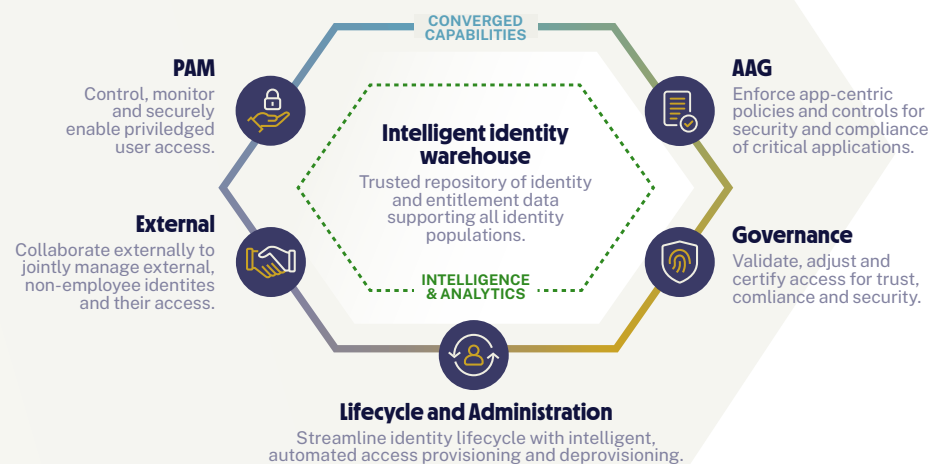 CONVERGED
CAPABILITIES
PAM
Control, monitor
and securely
enable priviledged
user access.
AAG
Enforce app-centric
policies and controls for
security and compliance
of critical applications.
Intelligent identity
warehouse
Trusted repository of identity
and entitlement data
supporting all identity
populations.
External
Collaborate externally to
jointly manage external,
non-employee identites
and their access.
Governance
Validate, adjust and
certify access for trust,
comliance and security.
INTELLIGENCE
& ANALYTICS
Lifecycle and Administration
Streamline identity lifecycle with intelligent,
automated access provisioning and deprovisioning.